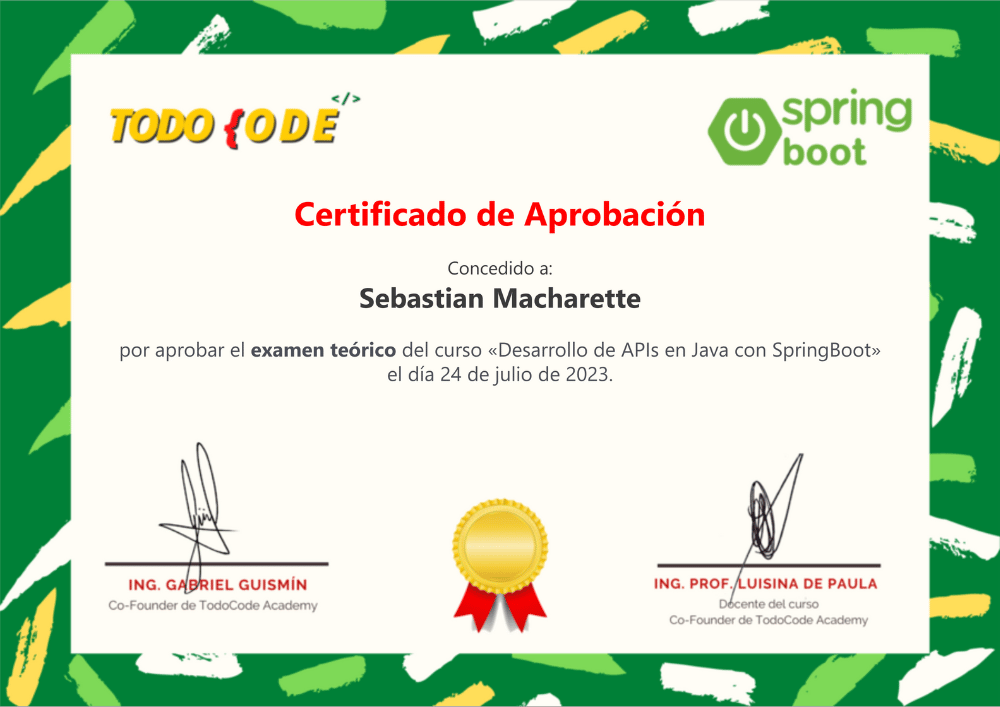 </>
TODO {ODE
spring
boot
Certificado de Aprobación
Concedido a:
Sebastian Macharette
por aprobar el examen teórico del curso «Desarrollo de APIs en Java con SpringBoot»
el día 24 de julio de 2023.
ING. GABRIEL GUISMÍN
Co-Founder de TodoCode Academy
ING. PROF. LUISINA DE PAULA
Docente del curso
Co-Founder de TodoCode Academy